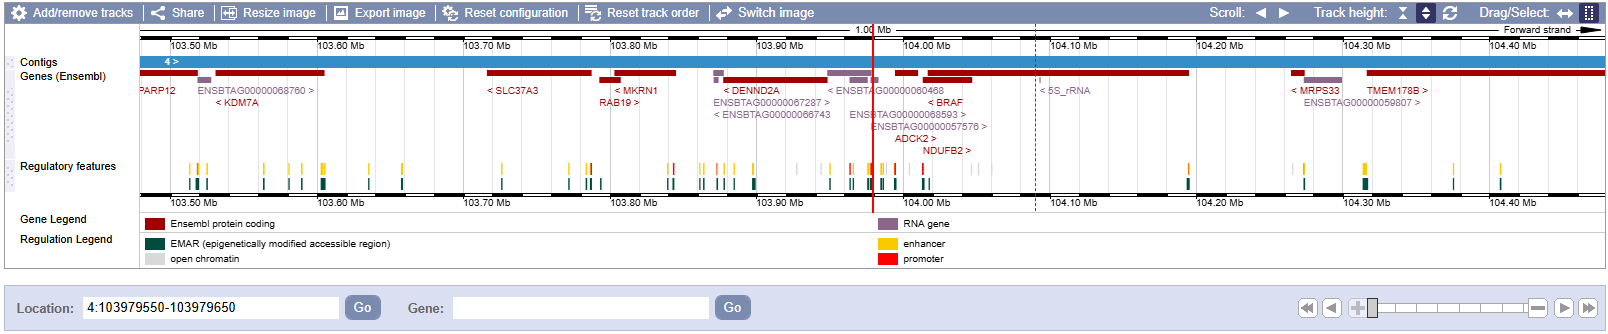 Add/remove tracks Share Resize image Export image Reset configuration Reset track order Switch image Scroll: Track height: Drag/Select:
1.00 Mb Forward strand
103.50 Mb 103.60 Mb 103.70 Mb 103.80 Mb 103.90 Mb 104.00 Mb 104.10 Mb 104.20 Mb 104.30 Mb 104.40 Mb
Contigs 4 >
Genes (Ensembl)
PARP12 ENSBTAG00000068760 > < SLC37A3 < MKRN1 < DENND2A < ENSBTAG00000060468 < 5S_rRNA < MRPS33 TMEM178B >
< KDM7A RAB19 > ENSBTAG00000067287 > < BRAF ENSBTAG00000059807 >
< ENSBTAG00000066743 ENSBTAG00000068593 >
ENSBTAG00000057576 >
ADCK2 >
NDUFB2 >
Regulatory features
103.50 Mb 103.60 Mb 103.70 Mb 103.80 Mb 103.90 Mb 104.00 Mb 104.10 Mb 104.20 Mb 104.30 Mb 104.40 Mb
Gene Legend Ensembl protein coding RNA gene
Regulation Legend EMAR (epigenetically modified accessible region) enhancer
open chromatin promoter
Location: 4:103979550-103979650 Go Gene: Go